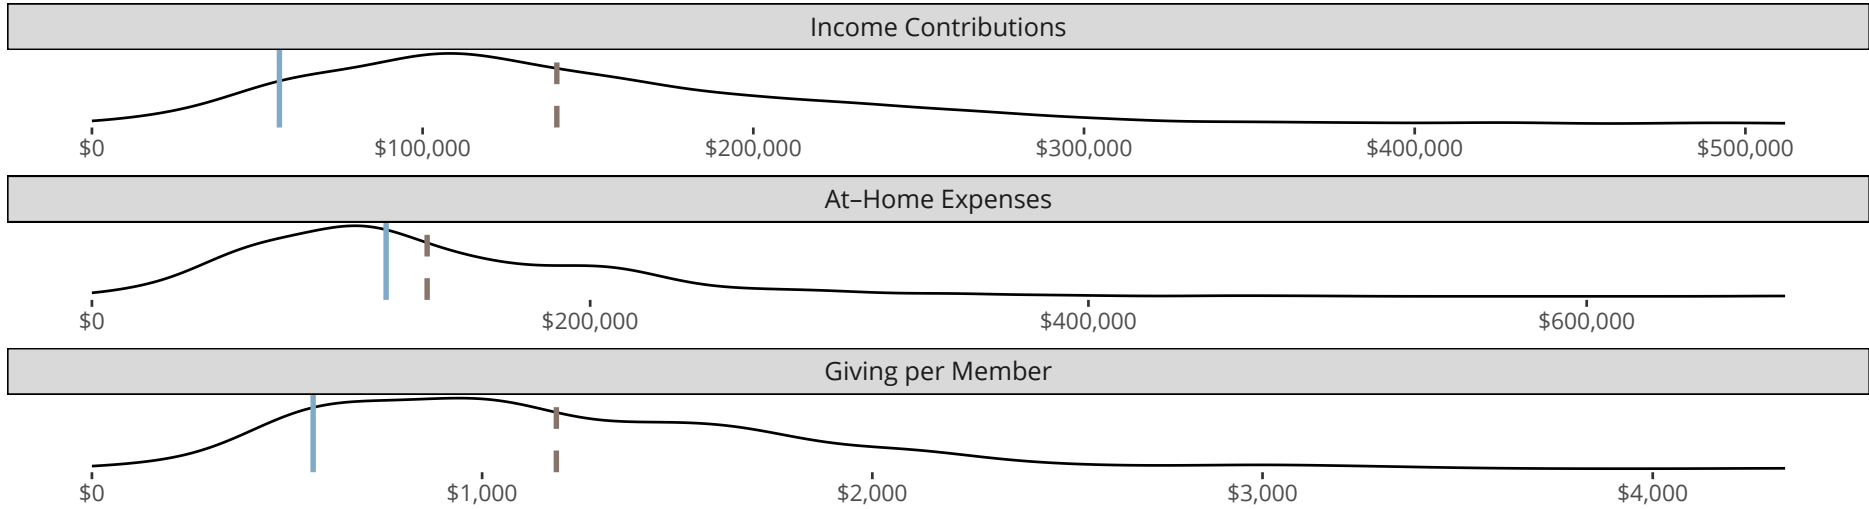 Income Contributions
$0 $100,000 $200,000 $300,000 $400,000 $500,000
At–Home Expenses
$0 $200,000 $400,000 $600,000
Giving per Member
$0 $1,000 $2,000 $3,000 $4,000